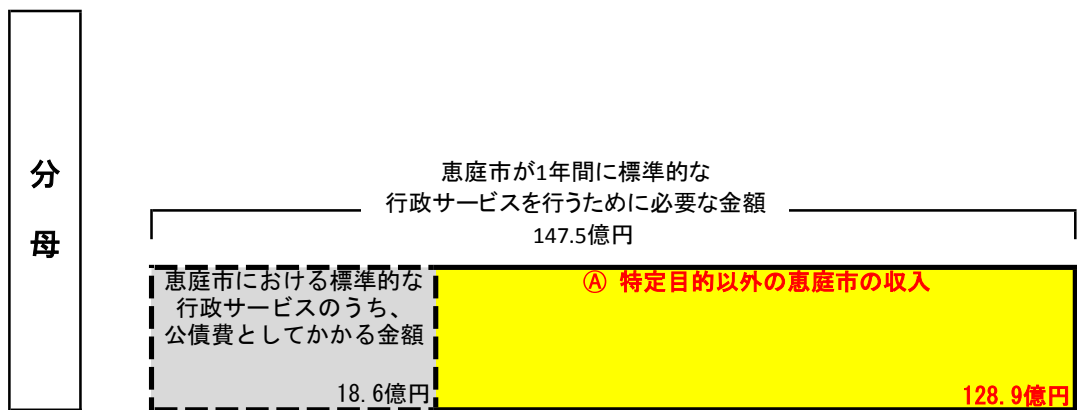 分
母
恵庭市が1年間に標準的な
行政サービスを行うために必要な金額
147.5億円
恵庭市における標準的な
行政サービスのうち、
公債費としてかかる金額
18.6億円
Ⓐ 特定目的以外の恵庭市の収入
128.9億円